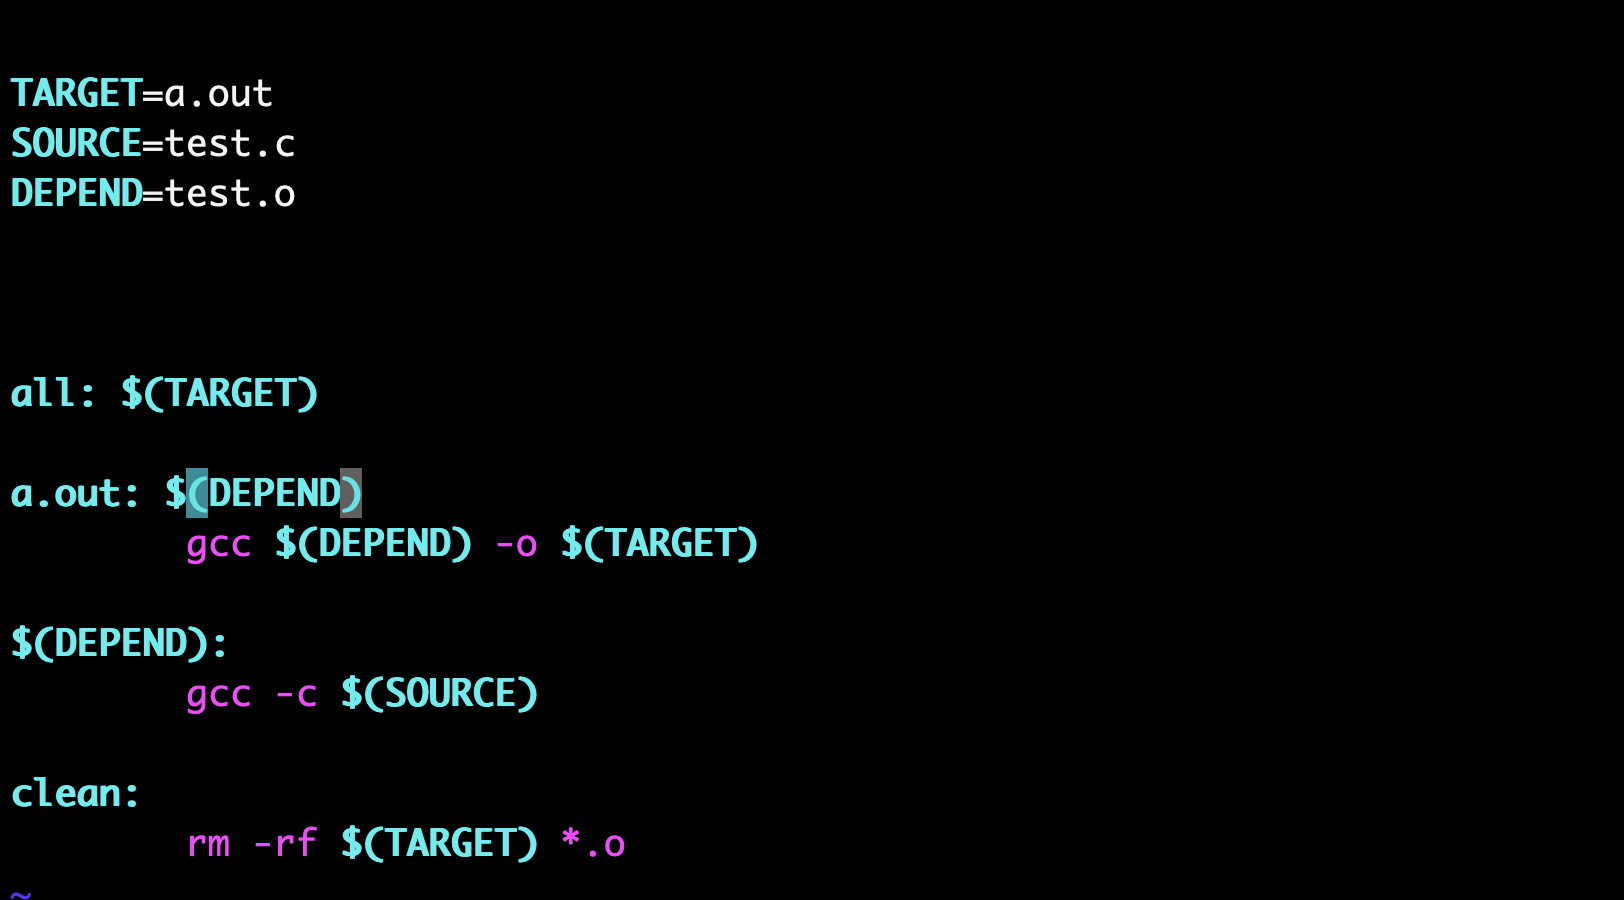 TARGET=a.out
SOURCE=test.c
DEPEND=test.o
all: $(TARGET)
a.out: $(DEPEND)
gcc $(DEPEND) -o $(TARGET)
$(DEPEND):
gcc -c $(SOURCE)
clean:
rm -rf $(TARGET) *.o
~